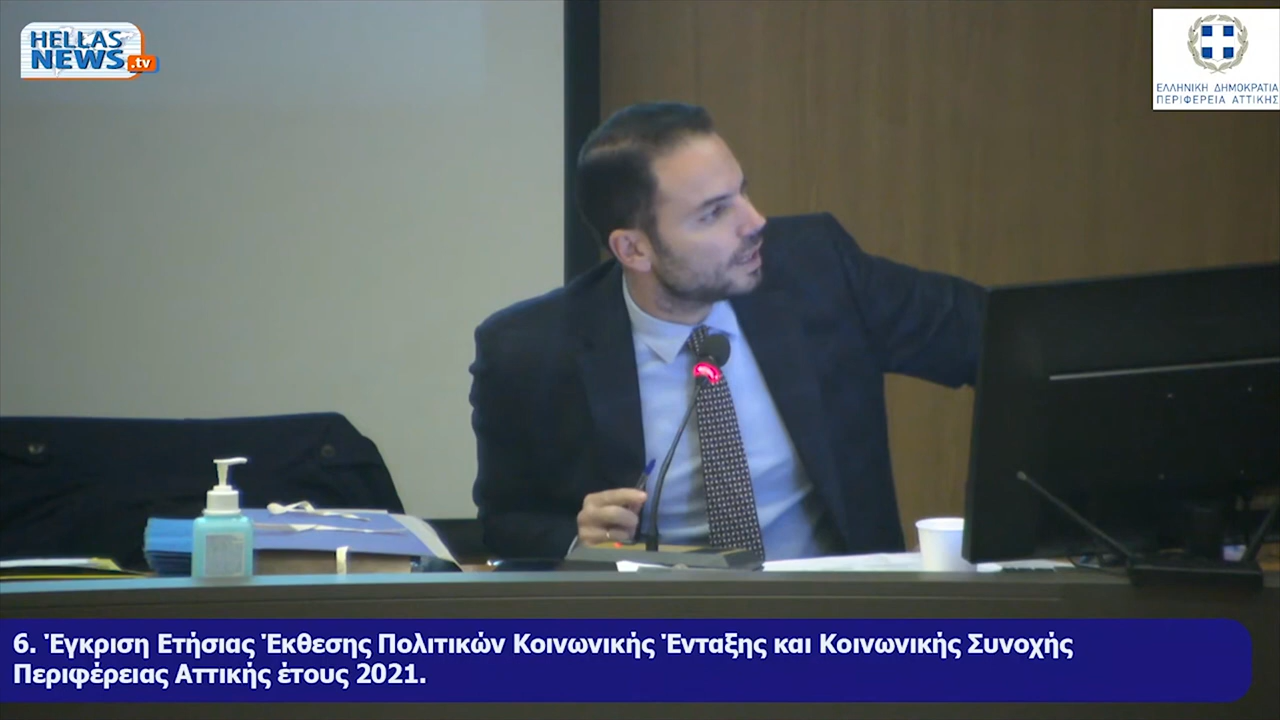 HELLAS
NEWS.tv
ΕΛΛΗΝΙΚΗ ΔΗΜΟΚΡΑΤΙΑ
ΠΕΡΙΦΕΡΕΙΑ ΑΤΤΙΚΗΣ
6. Έγκριση Ετήσιας Έκθεσης Πολιτικών Κοινωνικής Ένταξης και Κοινωνικής Συνοχής
Περιφέρειας Αττικής έτους 2021.